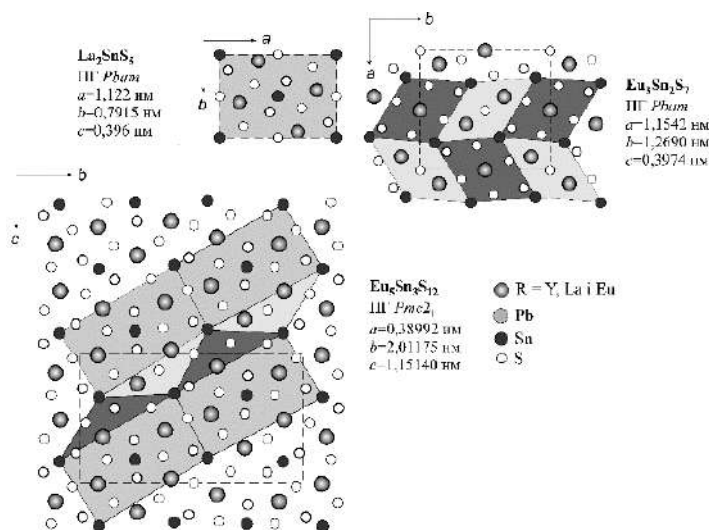 La₂SnS₅
ПГ Pbam
a=1,122 нм
b=0,7915 нм
c=0,396 нм
a
b
b
a
Eu₃Sn₂S₇
ПГ Pbam
a=1,1542 нм
b=1,2690 нм
c=0,3974 нм
b
c
Eu₅Sn₃S₁₂
ПГ Pmc2₁
a=0,38992 нм
b=2,01175 нм
c=1,15140 нм
R = Y, La і Eu
Pb
Sn
S